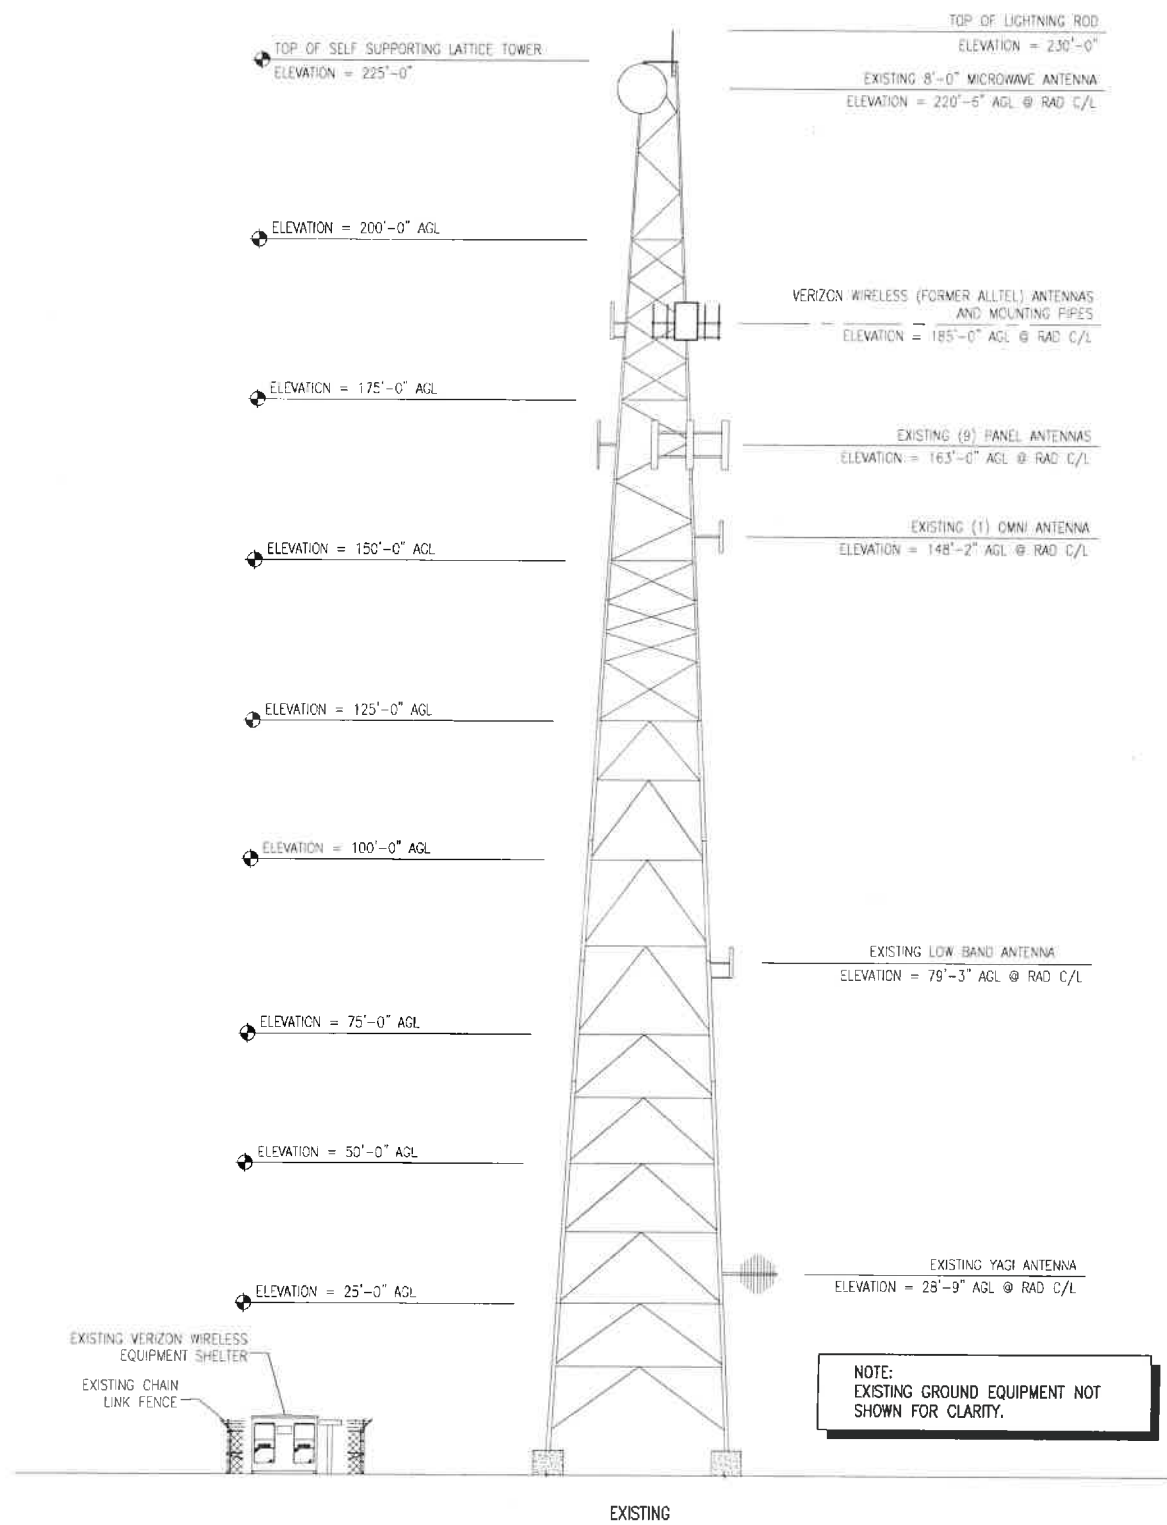 TOP OF LIGHTNING ROD
ELEVATION = 230'-0"
TOP OF SELF SUPPORTING LATTICE TOWER
ELEVATION = 225'-0"
EXISTING 8'-0" MICROWAVE ANTENNA
ELEVATION = 220'-6" AGL @ RAD C/L
ELEVATION = 200'-0" AGL
VERIZON WIRELESS (FORMER ALLTEL) ANTENNAS
AND MOUNTING PIPES
ELEVATION = 185'-0" AGL @ RAD C/L
ELEVATION = 175'-0" AGL
EXISTING (9) PANEL ANTENNAS
ELEVATION = 163'-0" AGL @ RAD C/L
EXISTING (1) OMNI ANTENNA
ELEVATION = 148'-2" AGL @ RAD C/L
ELEVATION = 150'-0" AGL
ELEVATION = 125'-0" AGL
ELEVATION = 100'-0" AGL
EXISTING LOW BAND ANTENNA
ELEVATION = 79'-3" AGL @ RAD C/L
ELEVATION = 75'-0" AGL
ELEVATION = 50'-0" AGL
EXISTING YAGI ANTENNA
ELEVATION = 28'-9" AGL @ RAD C/L
ELEVATION = 25'-0" AGL
EXISTING VERIZON WIRELESS
EQUIPMENT SHELTER
EXISTING CHAIN
LINK FENCE
NOTE:
EXISTING GROUND EQUIPMENT NOT
SHOWN FOR CLARITY.
EXISTING